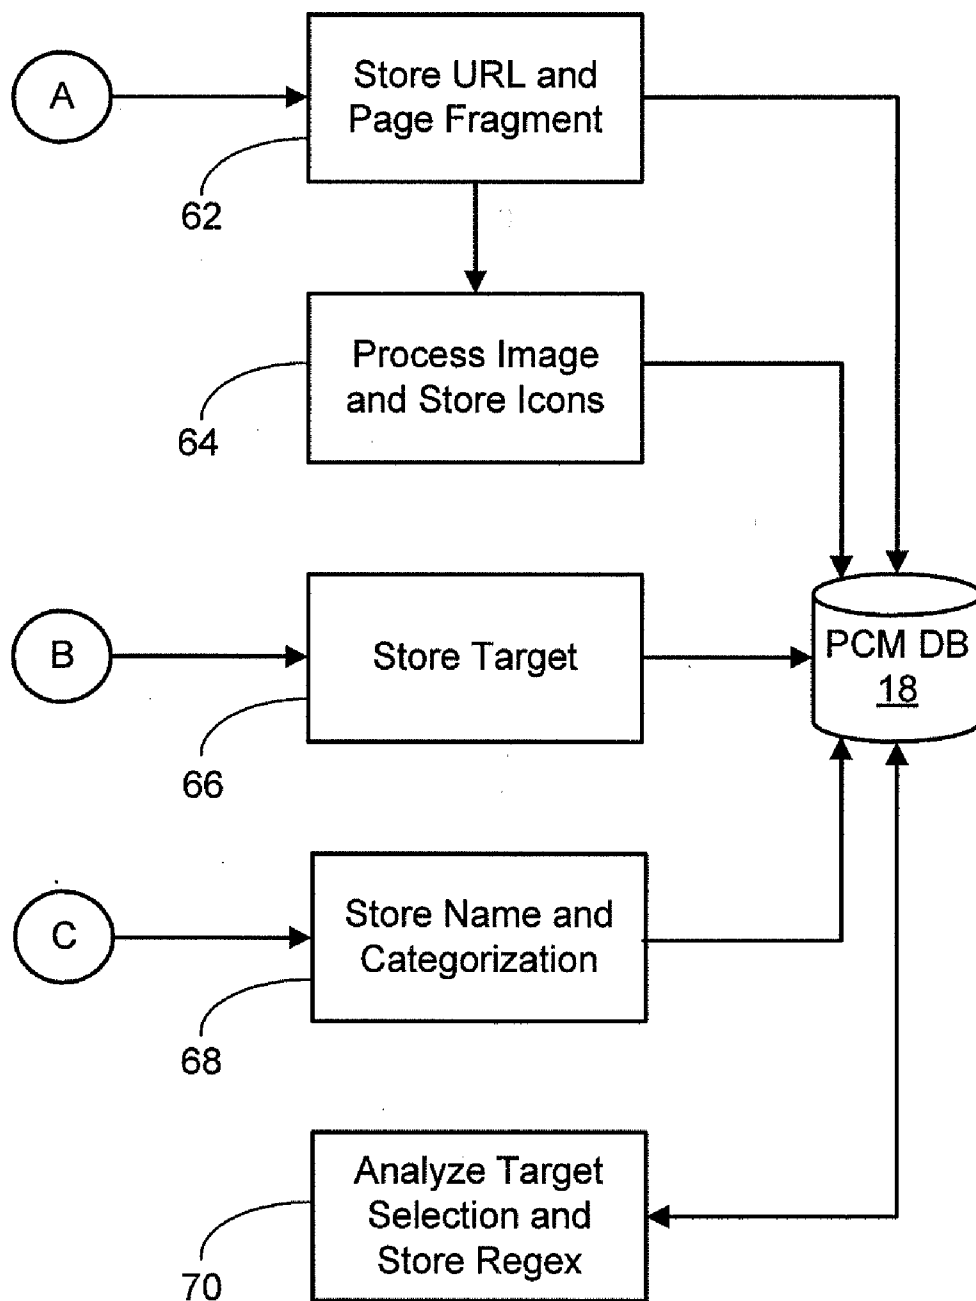 A
Store URL and
Page Fragment
62
Process Image
and Store Icons
64
B
Store Target
PCM DB
18
66
C
Store Name and
Categorization
68
Analyze Target
Selection and
Store Regex
70